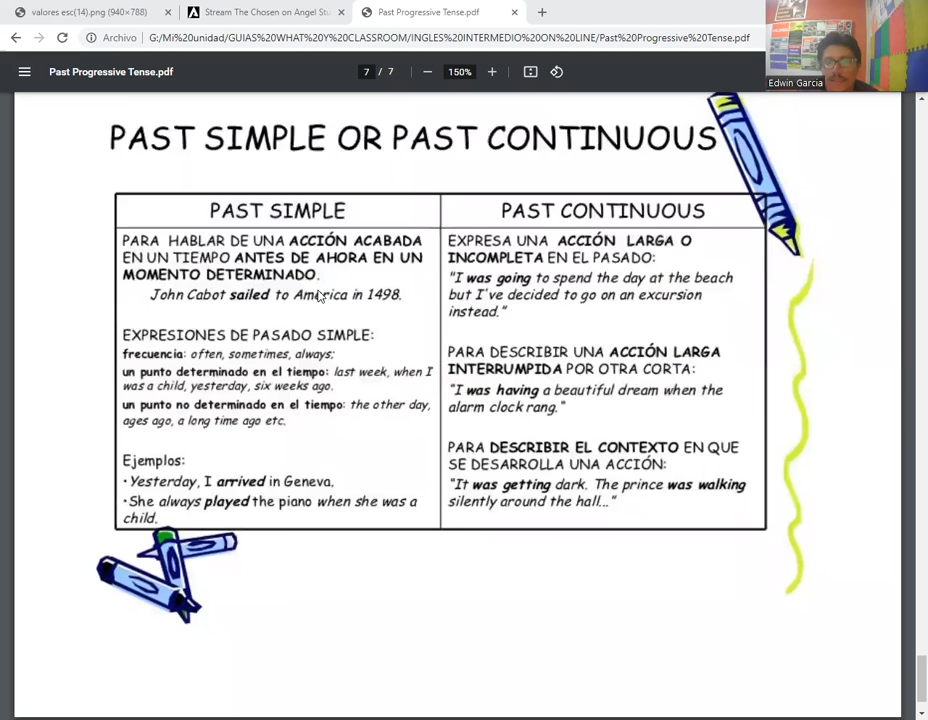 valores esc(14).png (940×788)
Stream The Chosen on Angel Stu
Past Progressive Tense.pdf
Archivo
G:/Mi%20unidad/GUIAS%20WHAT%20Y%20CLASSROOM/INGLES%20INTERMEDIO%20ON%20LINE/Past%20Progressive%20Tense.pdf
Past Progressive Tense.pdf
7 / 7
150%
Edwin Garcia
PAST SIMPLE OR PAST CONTINUOUS
PAST SIMPLE
PARA HABLAR DE UNA ACCIÓN ACABADA
EN UN TIEMPO ANTES DE AHORA EN UN
MOMENTO DETERMINADO.
John Cabot sailed to America in 1498.
EXPRESIONES DE PASADO SIMPLE:
frecuencia: often, sometimes, always;
un punto determinado en el tiempo: last week, when I
was a child, yesterday, six weeks ago.
un punto no determinado en el tiempo: the other day,
ages ago, a long time ago etc.
Ejemplos:
•Yesterday, I arrived in Geneva.
•She always played the piano when she was a
child.
PAST CONTINUOUS
EXPRESA UNA ACCIÓN LARGA O
INCOMPLETA EN EL PASADO:
"I was going to spend the day at the beach
but I've decided to go on an excursion
instead."
PARA DESCRIBIR UNA ACCIÓN LARGA
INTERRUMPIDA POR OTRA CORTA:
"I was having a beautiful dream when the
alarm clock rang."
PARA DESCRIBIR EL CONTEXTO EN QUE
SE DESARROLLA UNA ACCIÓN:
"It was getting dark. The prince was walking
silently around the hall..."